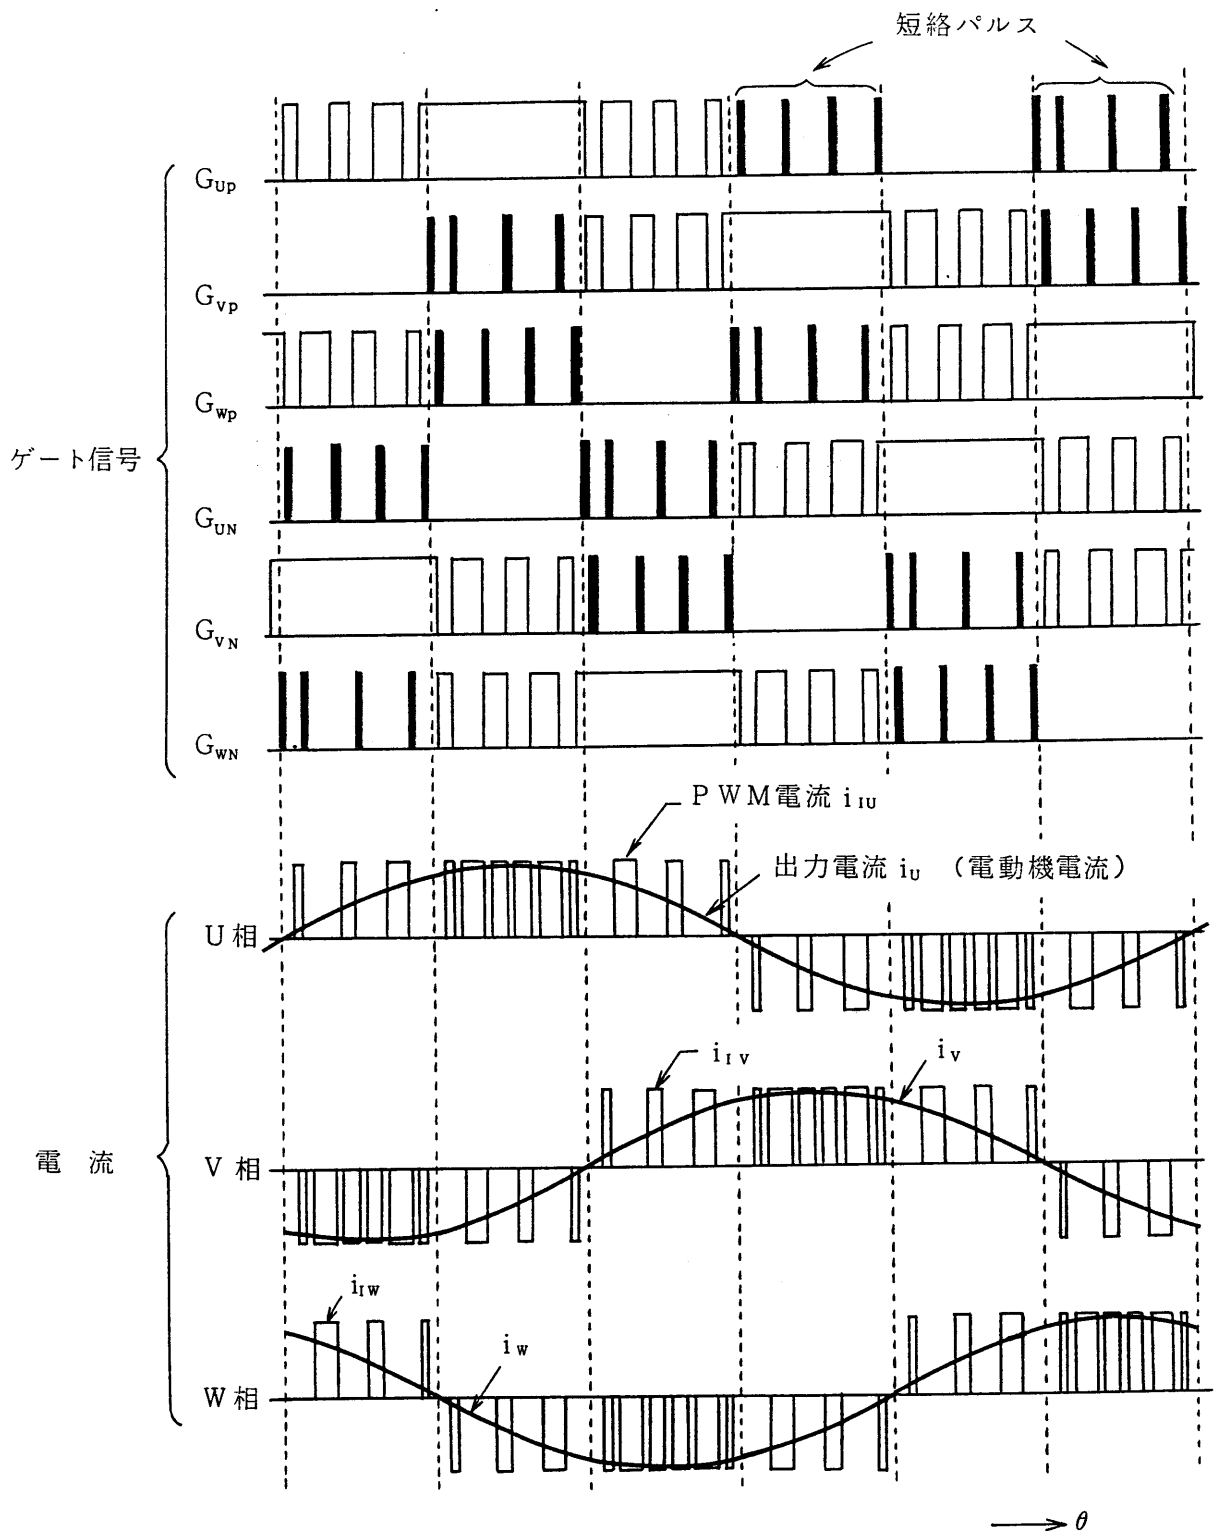 短絡パルス
GUp
GVp
GWp
ゲート信号
GUN
GVN
GWN
PWM電流 iIU
出力電流 iU （電動機電流）
U相
iIV
iV
電 流
V相
iIW
iW
W相
θ